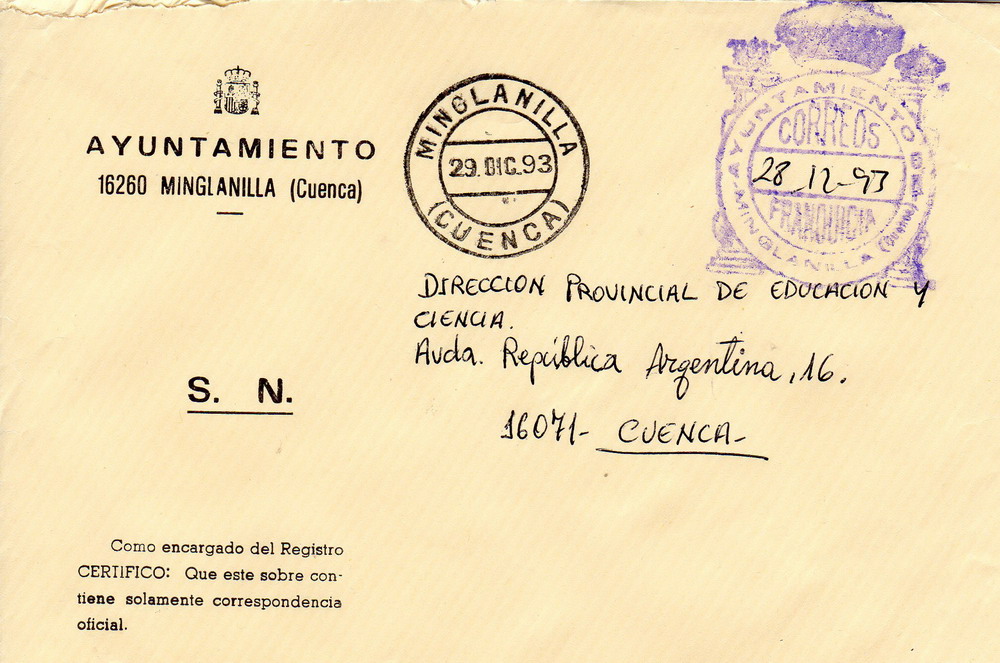 AYUNTAMIENTO
16260 MINGLANILLA (Cuenca)
MINGLANILLA
29 DIC. 93
(CUENCA)
AYUNTAMIENTO DE
CORREOS
28-12-93
FRANQUICIA
MINGLANILLA (Cuenca)
DIRECCION PROVINCIAL DE EDUCACION Y
CIENCIA.
Avda. República Argentina, 16.
16071- CUENCA-
S. N.
Como encargado del Registro
CERTIFICO: Que este sobre con-
tiene solamente correspondencia
oficial.